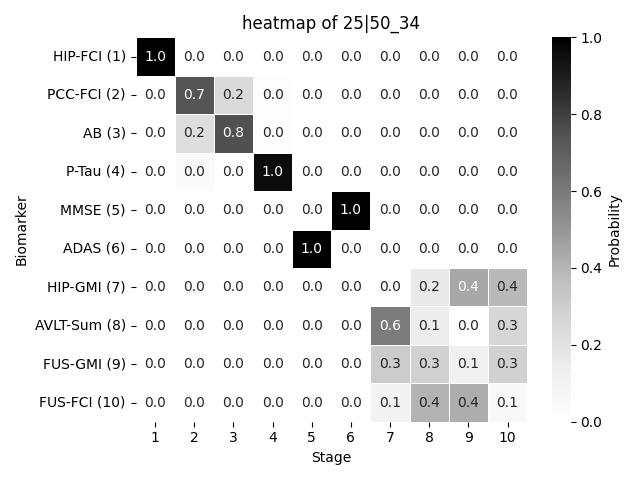 heatmap of 25|50_34
Biomarker
HIP-FCI (1) 1.0 0.0 0.0 0.0 0.0 0.0 0.0 0.0 0.0 0.0
PCC-FCI (2) 0.0 0.7 0.2 0.0 0.0 0.0 0.0 0.0 0.0 0.0
AB (3) 0.0 0.2 0.8 0.0 0.0 0.0 0.0 0.0 0.0 0.0
P-Tau (4) 0.0 0.0 0.0 1.0 0.0 0.0 0.0 0.0 0.0 0.0
MMSE (5) 0.0 0.0 0.0 0.0 0.0 1.0 0.0 0.0 0.0 0.0
ADAS (6) 0.0 0.0 0.0 0.0 1.0 0.0 0.0 0.0 0.0 0.0
HIP-GMI (7) 0.0 0.0 0.0 0.0 0.0 0.0 0.0 0.2 0.4 0.4
AVLT-Sum (8) 0.0 0.0 0.0 0.0 0.0 0.0 0.6 0.1 0.0 0.3
FUS-GMI (9) 0.0 0.0 0.0 0.0 0.0 0.0 0.3 0.3 0.1 0.3
FUS-FCI (10) 0.0 0.0 0.0 0.0 0.0 0.0 0.1 0.4 0.4 0.1
1 2 3 4 5 6 7 8 9 10
Stage
1.0
0.8
0.6
0.4
0.2
0.0
Probability